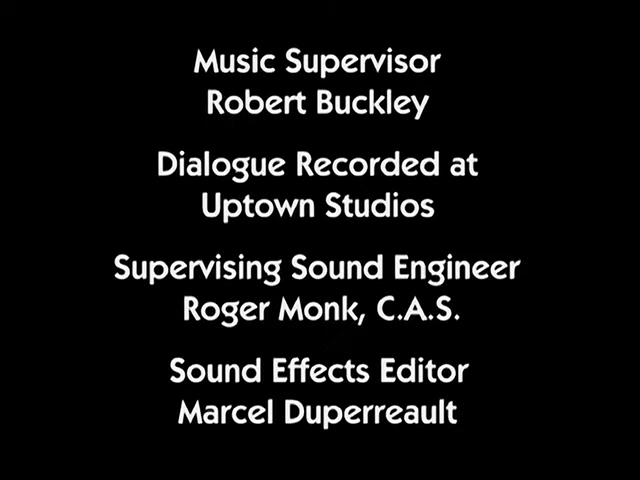 Music Supervisor
Robert Buckley
Dialogue Recorded at
Uptown Studios
Supervising Sound Engineer
Roger Monk, C.A.S.
Sound Effects Editor
Marcel Duperreault